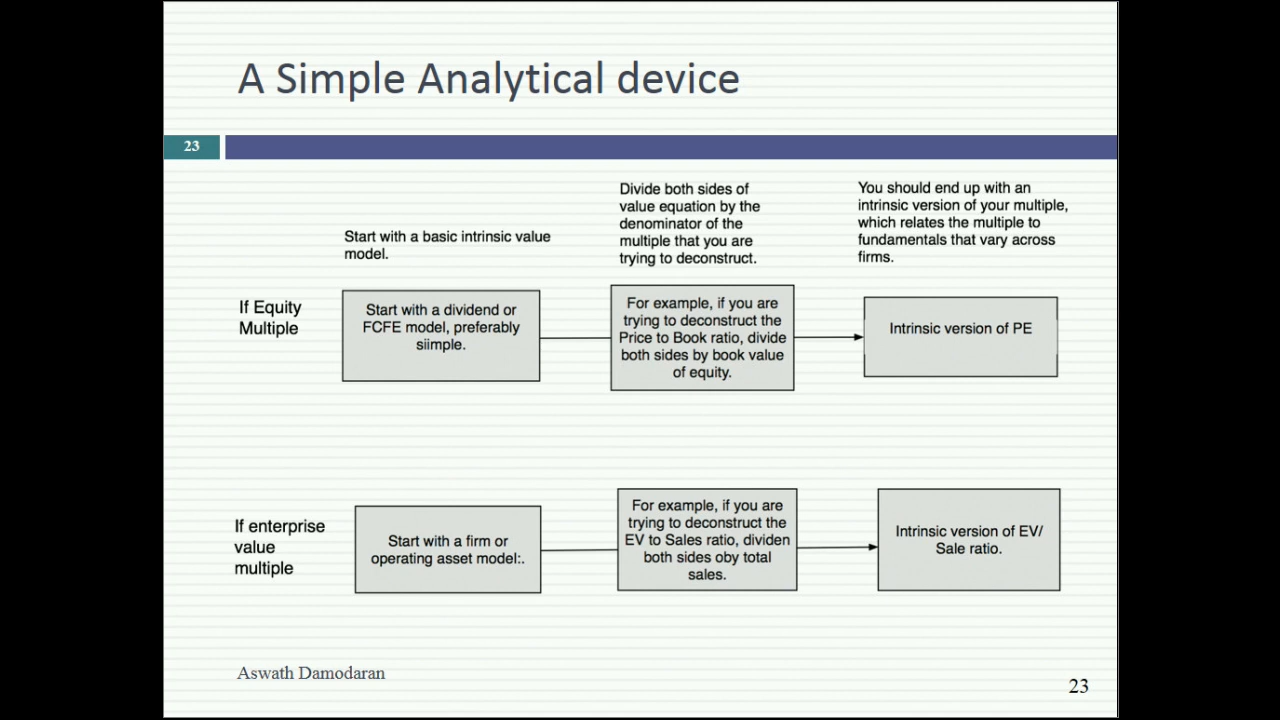 A Simple Analytical device
23
Start with a basic intrinsic value
model.
Divide both sides of
value equation by the
denominator of the
multiple that you are
trying to deconstruct.
You should end up with an
intrinsic version of your multiple,
which relates the multiple to
fundamentals that vary across
firms.
If Equity
Multiple
Start with a dividend or
FCFE model, preferably
siimple.
For example, if you are
trying to deconstruct the
Price to Book ratio, divide
both sides by book value
of equity.
Intrinsic version of PE
If enterprise
value
multiple
Start with a firm or
operating asset model:.
For example, if you are
trying to deconstruct the
EV to Sales ratio, dividen
both sides oby total
sales.
Intrinsic version of EV/
Sale ratio.
Aswath Damodaran
23